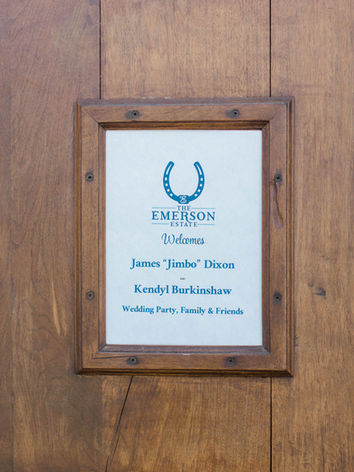 THE
EMERSON
ESTATE
Welcomes
James "Jimbo" Dixon
~
Kendyl Burkinshaw
Wedding Party, Family & Friends